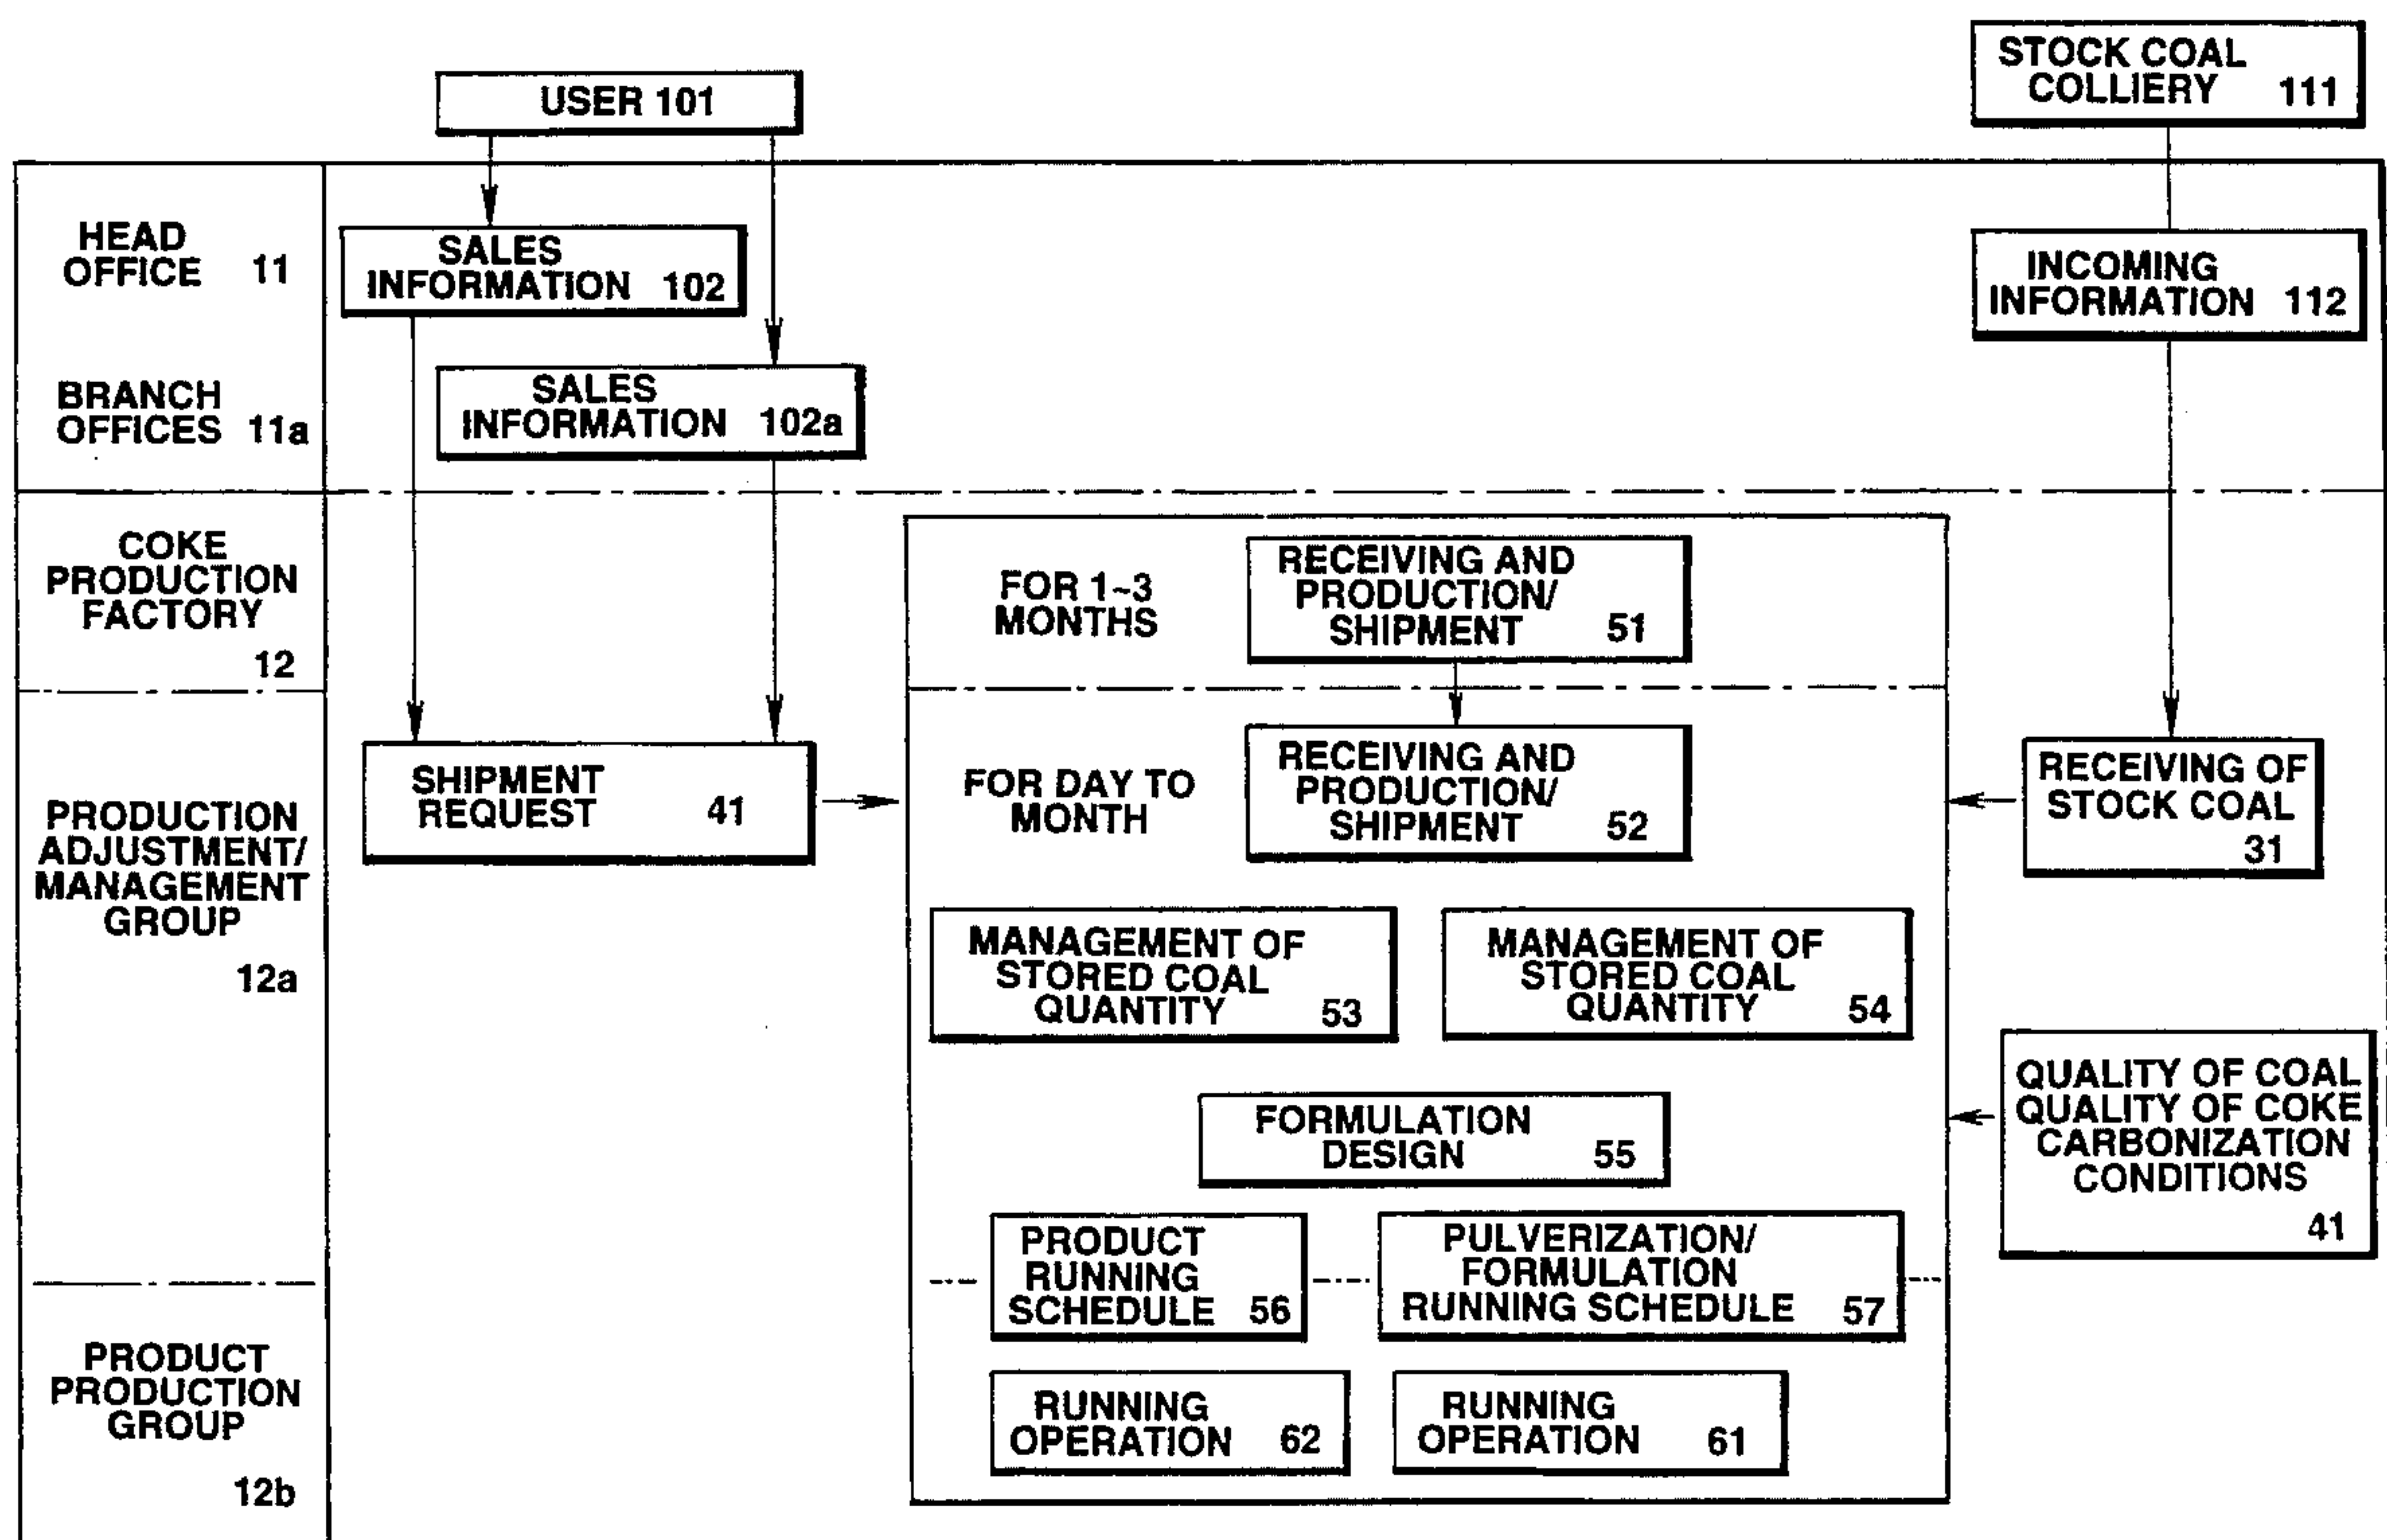 STOCK COAL
COLLIERY 111
USER 101
HEAD
OFFICE 11
SALES
INFORMATION 102
INCOMING
INFORMATION 112
BRANCH
OFFICES 11a
SALES
INFORMATION 102a
COKE
PRODUCTION
FACTORY
12
FOR 1~3
MONTHS
RECEIVING AND
PRODUCTION/
SHIPMENT 51
PRODUCTION
ADJUSTMENT/
MANAGEMENT
GROUP
12a
SHIPMENT
REQUEST 41
FOR DAY TO
MONTH
RECEIVING AND
PRODUCTION/
SHIPMENT 52
RECEIVING OF
STOCK COAL
31
MANAGEMENT OF
STORED COAL
QUANTITY 53
MANAGEMENT OF
STORED COAL
QUANTITY 54
FORMULATION
DESIGN 55
QUALITY OF COAL
QUALITY OF COKE
CARBONIZATION
CONDITIONS
41
PRODUCT
RUNNING
SCHEDULE 56
PULVERIZATION/
FORMULATION
RUNNING SCHEDULE 57
PRODUCT
PRODUCTION
GROUP
12b
RUNNING
OPERATION 62
RUNNING
OPERATION 61